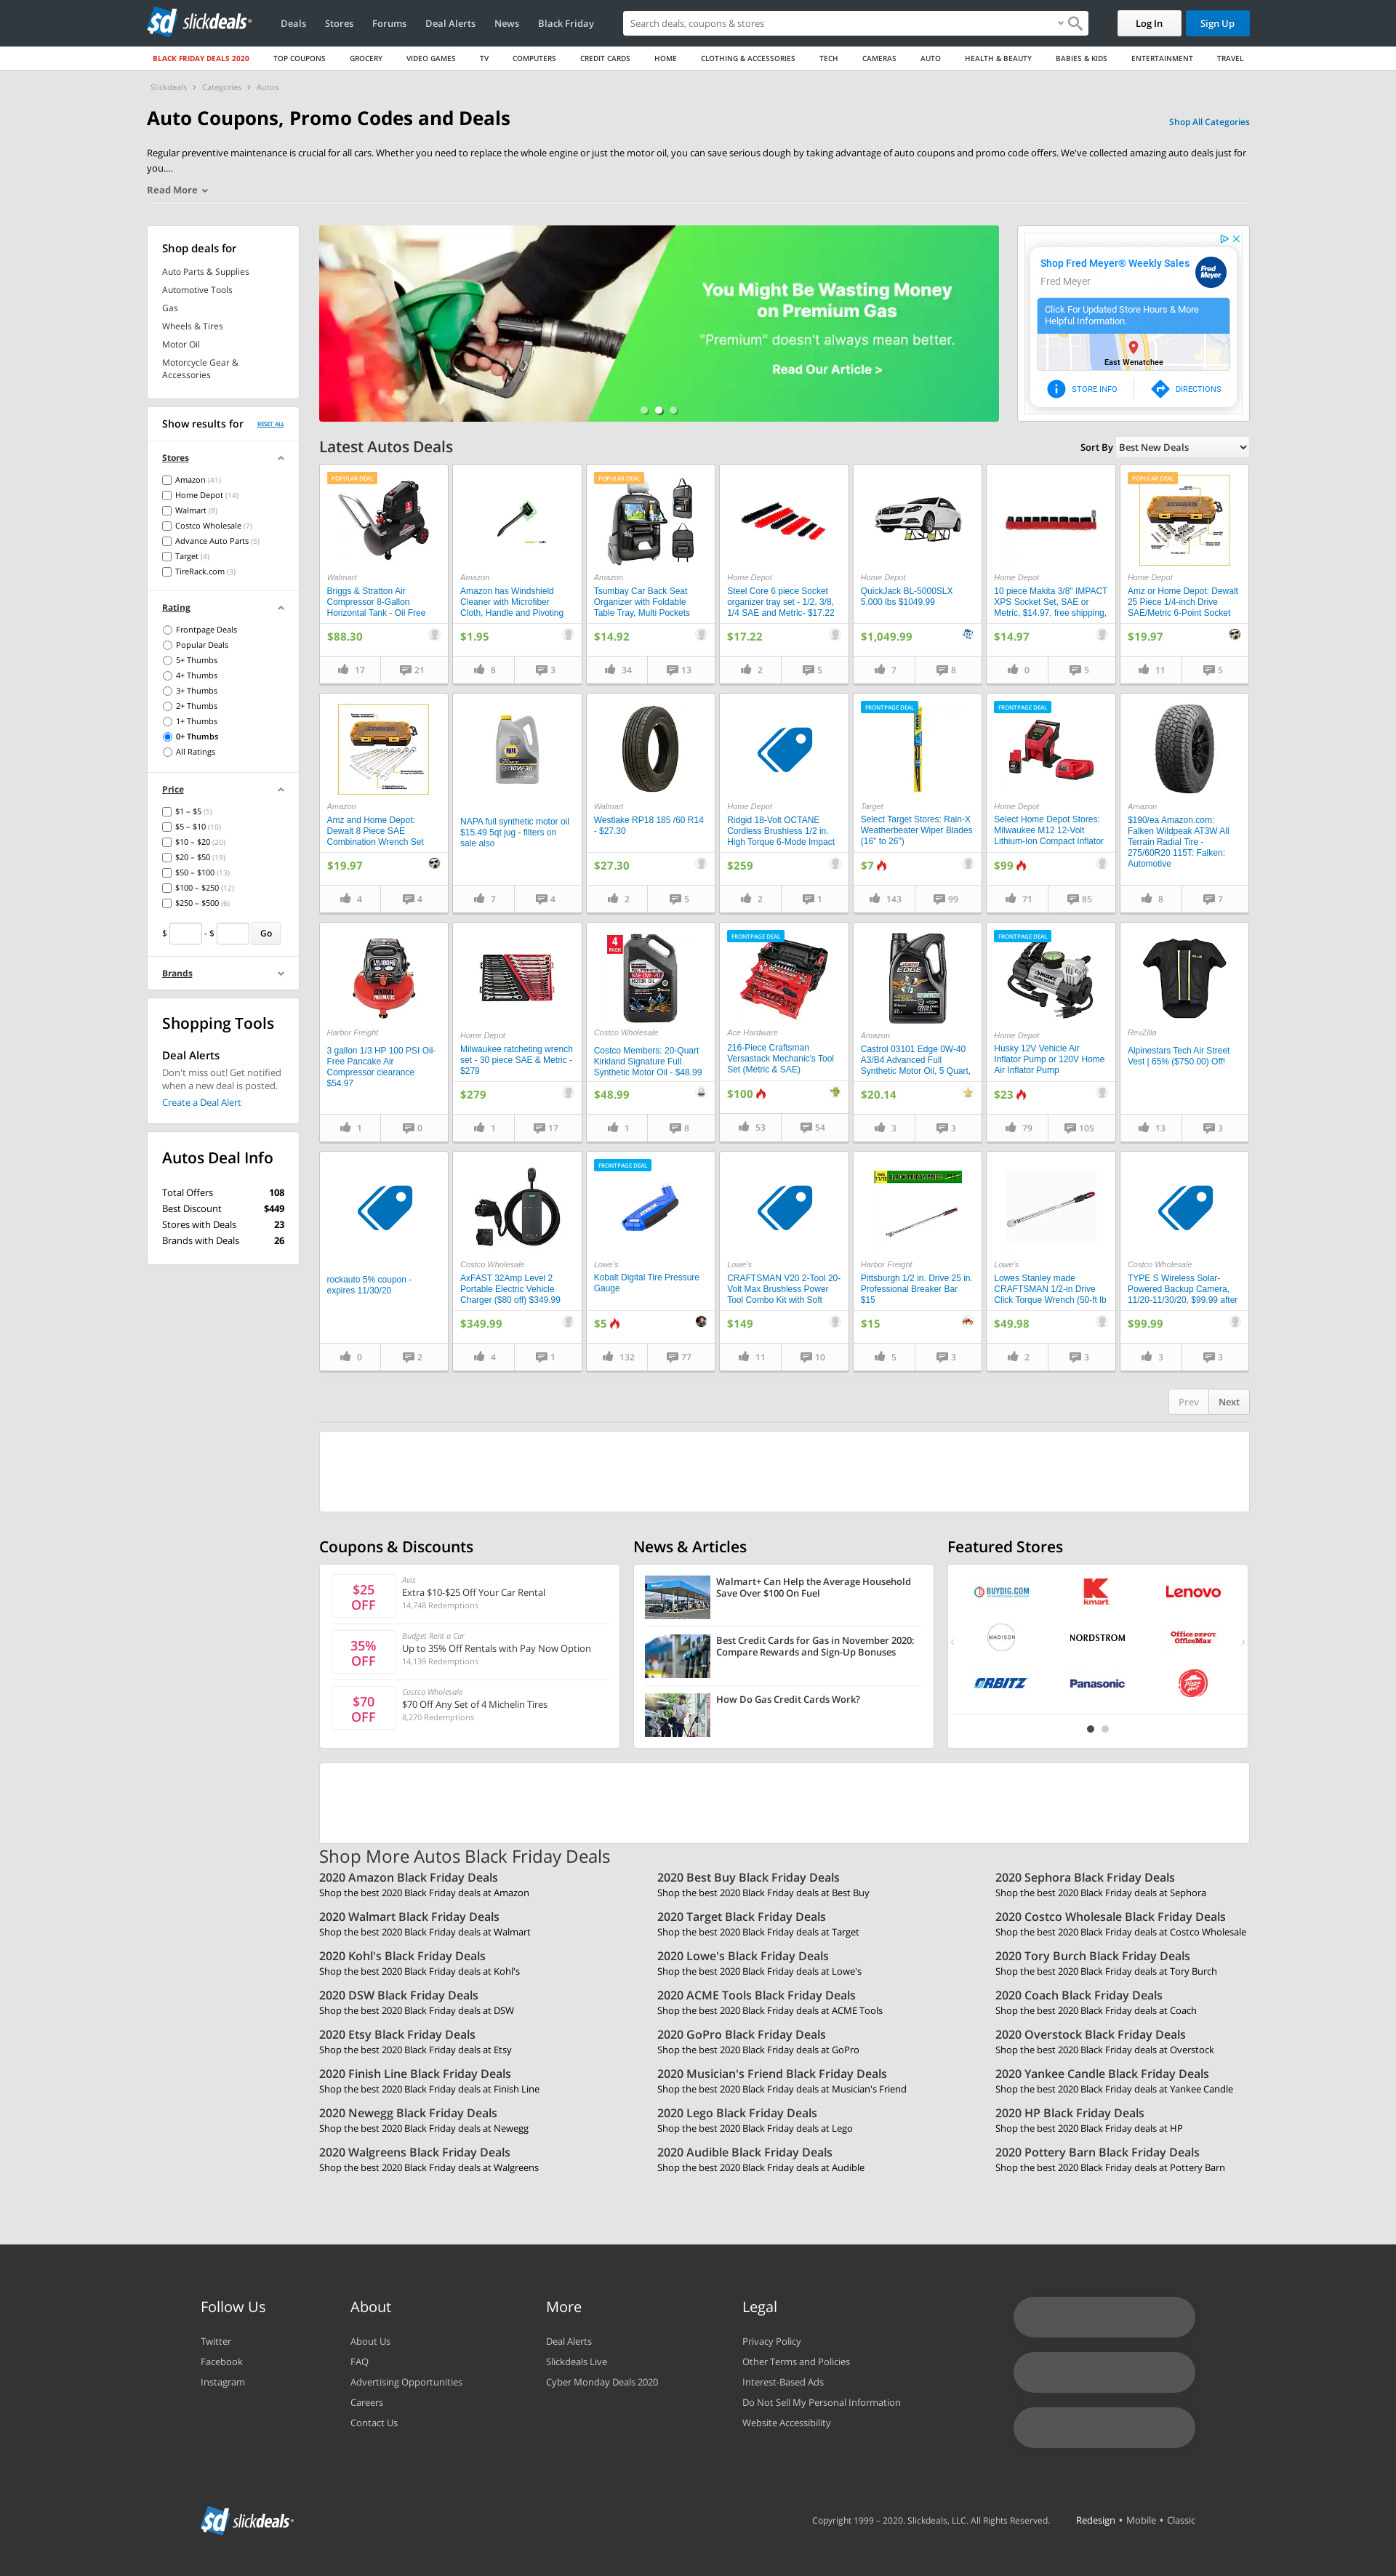 slickdeals
Deals
Stores
Forums
Deal Alerts
News
Black Friday
Search deals, coupons & stores
Log In
Sign Up
BLACK FRIDAY DEALS 2020
TOP COUPONS
GROCERY
VIDEO GAMES
TV
COMPUTERS
CREDIT CARDS
HOME
CLOTHING & ACCESSORIES
TECH
CAMERAS
AUTO
HEALTH & BEAUTY
BABIES & KIDS
ENTERTAINMENT
TRAVEL
Slickdeals › Categories › Autos
Auto Coupons, Promo Codes and Deals
Shop All Categories
Regular preventive maintenance is crucial for all cars. Whether you need to replace the whole engine or just the motor oil, you can save serious dough by taking advantage of auto coupons and promo code offers. We've collected amazing auto deals just for
you....
Read More
Shop deals for
Auto Parts & Supplies
Automotive Tools
Gas
Wheels & Tires
Motor Oil
Motorcycle Gear &
Accessories
Show results for
RESET ALL
Stores
Amazon (41)
Home Depot (14)
Walmart (8)
Costco Wholesale (7)
Advance Auto Parts (5)
Target (4)
TireRack.com (3)
Rating
Frontpage Deals
Popular Deals
5+ Thumbs
4+ Thumbs
3+ Thumbs
2+ Thumbs
1+ Thumbs
0+ Thumbs
All Ratings
Price
$1 – $5 (5)
$5 – $10 (10)
$10 – $20 (20)
$20 – $50 (19)
$50 – $100 (13)
$100 – $250 (12)
$250 – $500 (6)
$ - $ Go
Brands
Shopping Tools
Deal Alerts
Don't miss out! Get notified
when a new deal is posted.
Create a Deal Alert
Autos Deal Info
Total Offers 108
Best Discount $449
Stores with Deals 23
Brands with Deals 26
You Might Be Wasting Money
on Premium Gas
"Premium" doesn't always mean better.
Read Our Article >
Shop Fred Meyer® Weekly Sales
Fred Meyer
Fred Meyer
Click For Updated Store Hours & More
Helpful Information.
East Wenatchee
STORE INFO
DIRECTIONS
Latest Autos Deals
Sort By Best New Deals
POPULAR DEAL
Walmart
Briggs & Stratton Air
Compressor 8-Gallon
Horizontal Tank - Oil Free
$88.30
17 21
Amazon
Amazon has Windshield
Cleaner with Microfiber
Cloth, Handle and Pivoting
$1.95
8 3
POPULAR DEAL
Amazon
Tsumbay Car Back Seat
Organizer with Foldable
Table Tray, Multi Pockets
$14.92
34 13
Home Depot
Steel Core 6 piece Socket
organizer tray set - 1/2, 3/8,
1/4 SAE and Metric- $17.22
$17.22
2 5
Home Depot
QuickJack BL-5000SLX
5,000 lbs $1049.99
$1,049.99
7 8
Home Depot
10 piece Makita 3/8" IMPACT
XPS Socket Set, SAE or
Metric, $14.97, free shipping,
$14.97
0 5
POPULAR DEAL
Home Depot
Amz or Home Depot: Dewalt
25 Piece 1/4-inch Drive
SAE/Metric 6-Point Socket
$19.97
11 5
Amazon
Amz and Home Depot:
Dewalt 8 Piece SAE
Combination Wrench Set
$19.97
4 4
NAPA
10W-30
NAPA full synthetic motor oil
$15.49 5qt jug - filters on
sale also
7 4
Walmart
Westlake RP18 185 /60 R14
- $27.30
$27.30
2 5
Home Depot
Ridgid 18-Volt OCTANE
Cordless Brushless 1/2 in.
High Torque 6-Mode Impact
$259
2 1
FRONTPAGE DEAL
Target
Select Target Stores: Rain-X
Weatherbeater Wiper Blades
(16" to 26")
$7
143 99
FRONTPAGE DEAL
Home Depot
Select Home Depot Stores:
Milwaukee M12 12-Volt
Lithium-Ion Compact Inflator
$99
71 85
Amazon
$190/ea Amazon.com:
Falken Wildpeak AT3W All
Terrain Radial Tire -
275/60R20 115T: Falken:
Automotive
8 7
Harbor Freight
3 gallon 1/3 HP 100 PSI Oil-
Free Pancake Air
Compressor clearance
$54.97
1 0
Home Depot
Milwaukee ratcheting wrench
set - 30 piece SAE & Metric -
$279
$279
1 17
4
PACK
Costco Wholesale
Costco Members: 20-Quart
Kirkland Signature Full
Synthetic Motor Oil - $48.99
$48.99
1 8
FRONTPAGE DEAL
Ace Hardware
216-Piece Craftsman
Versastack Mechanic's Tool
Set (Metric & SAE)
$100
53 54
EDGE
Amazon
Castrol 03101 Edge 0W-40
A3/B4 Advanced Full
Synthetic Motor Oil, 5 Quart,
$20.14
3 3
FRONTPAGE DEAL
Home Depot
Husky 12V Vehicle Air
Inflator Pump or 120V Home
Air Inflator Pump
$23
79 105
RevZilla
Alpinestars Tech Air Street
Vest | 65% ($750.00) Off!
13 3
rockauto 5% coupon -
expires 11/30/20
0 2
Costco Wholesale
AxFAST 32Amp Level 2
Portable Electric Vehicle
Charger ($80 off) $349.99
$349.99
4 1
FRONTPAGE DEAL
Lowe's
Kobalt Digital Tire Pressure
Gauge
$5
132 77
Lowe's
CRAFTSMAN V20 2-Tool 20-
Volt Max Brushless Power
Tool Combo Kit with Soft
$149
11 10
BLACK FRIDAY PRICE
Harbor Freight
Pittsburgh 1/2 in. Drive 25 in.
Professional Breaker Bar
$15
$15
5 3
Lowe's
Lowes Stanley made
CRAFTSMAN 1/2-in Drive
Click Torque Wrench (50-ft lb
$49.98
2 3
Costco Wholesale
TYPE S Wireless Solar-
Powered Backup Camera,
11/20-11/30/20, $99.99 after
$99.99
3 3
Prev
Next
Coupons & Discounts
$25
OFF
Avis
Extra $10-$25 Off Your Car Rental
14,748 Redemptions
35%
OFF
Budget Rent a Car
Up to 35% Off Rentals with Pay Now Option
14,139 Redemptions
$70
OFF
Costco Wholesale
$70 Off Any Set of 4 Michelin Tires
8,270 Redemptions
News & Articles
Walmart+ Can Help the Average Household
Save Over $100 On Fuel
Best Credit Cards for Gas in November 2020:
Compare Rewards and Sign-Up Bonuses
How Do Gas Credit Cards Work?
Featured Stores
BUYDIG.COM
kmart
Lenovo
MADISON
NORDSTROM
Office DEPOT
OfficeMax
ORBITZ
Panasonic
Pizza Hut
Shop More Autos Black Friday Deals
2020 Amazon Black Friday Deals
Shop the best 2020 Black Friday deals at Amazon
2020 Best Buy Black Friday Deals
Shop the best 2020 Black Friday deals at Best Buy
2020 Sephora Black Friday Deals
Shop the best 2020 Black Friday deals at Sephora
2020 Walmart Black Friday Deals
Shop the best 2020 Black Friday deals at Walmart
2020 Target Black Friday Deals
Shop the best 2020 Black Friday deals at Target
2020 Costco Wholesale Black Friday Deals
Shop the best 2020 Black Friday deals at Costco Wholesale
2020 Kohl's Black Friday Deals
Shop the best 2020 Black Friday deals at Kohl's
2020 Lowe's Black Friday Deals
Shop the best 2020 Black Friday deals at Lowe's
2020 Tory Burch Black Friday Deals
Shop the best 2020 Black Friday deals at Tory Burch
2020 DSW Black Friday Deals
Shop the best 2020 Black Friday deals at DSW
2020 ACME Tools Black Friday Deals
Shop the best 2020 Black Friday deals at ACME Tools
2020 Coach Black Friday Deals
Shop the best 2020 Black Friday deals at Coach
2020 Etsy Black Friday Deals
Shop the best 2020 Black Friday deals at Etsy
2020 GoPro Black Friday Deals
Shop the best 2020 Black Friday deals at GoPro
2020 Overstock Black Friday Deals
Shop the best 2020 Black Friday deals at Overstock
2020 Finish Line Black Friday Deals
Shop the best 2020 Black Friday deals at Finish Line
2020 Musician's Friend Black Friday Deals
Shop the best 2020 Black Friday deals at Musician's Friend
2020 Yankee Candle Black Friday Deals
Shop the best 2020 Black Friday deals at Yankee Candle
2020 Newegg Black Friday Deals
Shop the best 2020 Black Friday deals at Newegg
2020 Lego Black Friday Deals
Shop the best 2020 Black Friday deals at Lego
2020 HP Black Friday Deals
Shop the best 2020 Black Friday deals at HP
2020 Walgreens Black Friday Deals
Shop the best 2020 Black Friday deals at Walgreens
2020 Audible Black Friday Deals
Shop the best 2020 Black Friday deals at Audible
2020 Pottery Barn Black Friday Deals
Shop the best 2020 Black Friday deals at Pottery Barn
Follow Us
Twitter
Facebook
Instagram
About
About Us
FAQ
Advertising Opportunities
Careers
Contact Us
More
Deal Alerts
Slickdeals Live
Cyber Monday Deals 2020
Legal
Privacy Policy
Other Terms and Policies
Interest-Based Ads
Do Not Sell My Personal Information
Website Accessibility
slickdeals
Copyright 1999 – 2020. Slickdeals, LLC. All Rights Reserved.
Redesign • Mobile • Classic